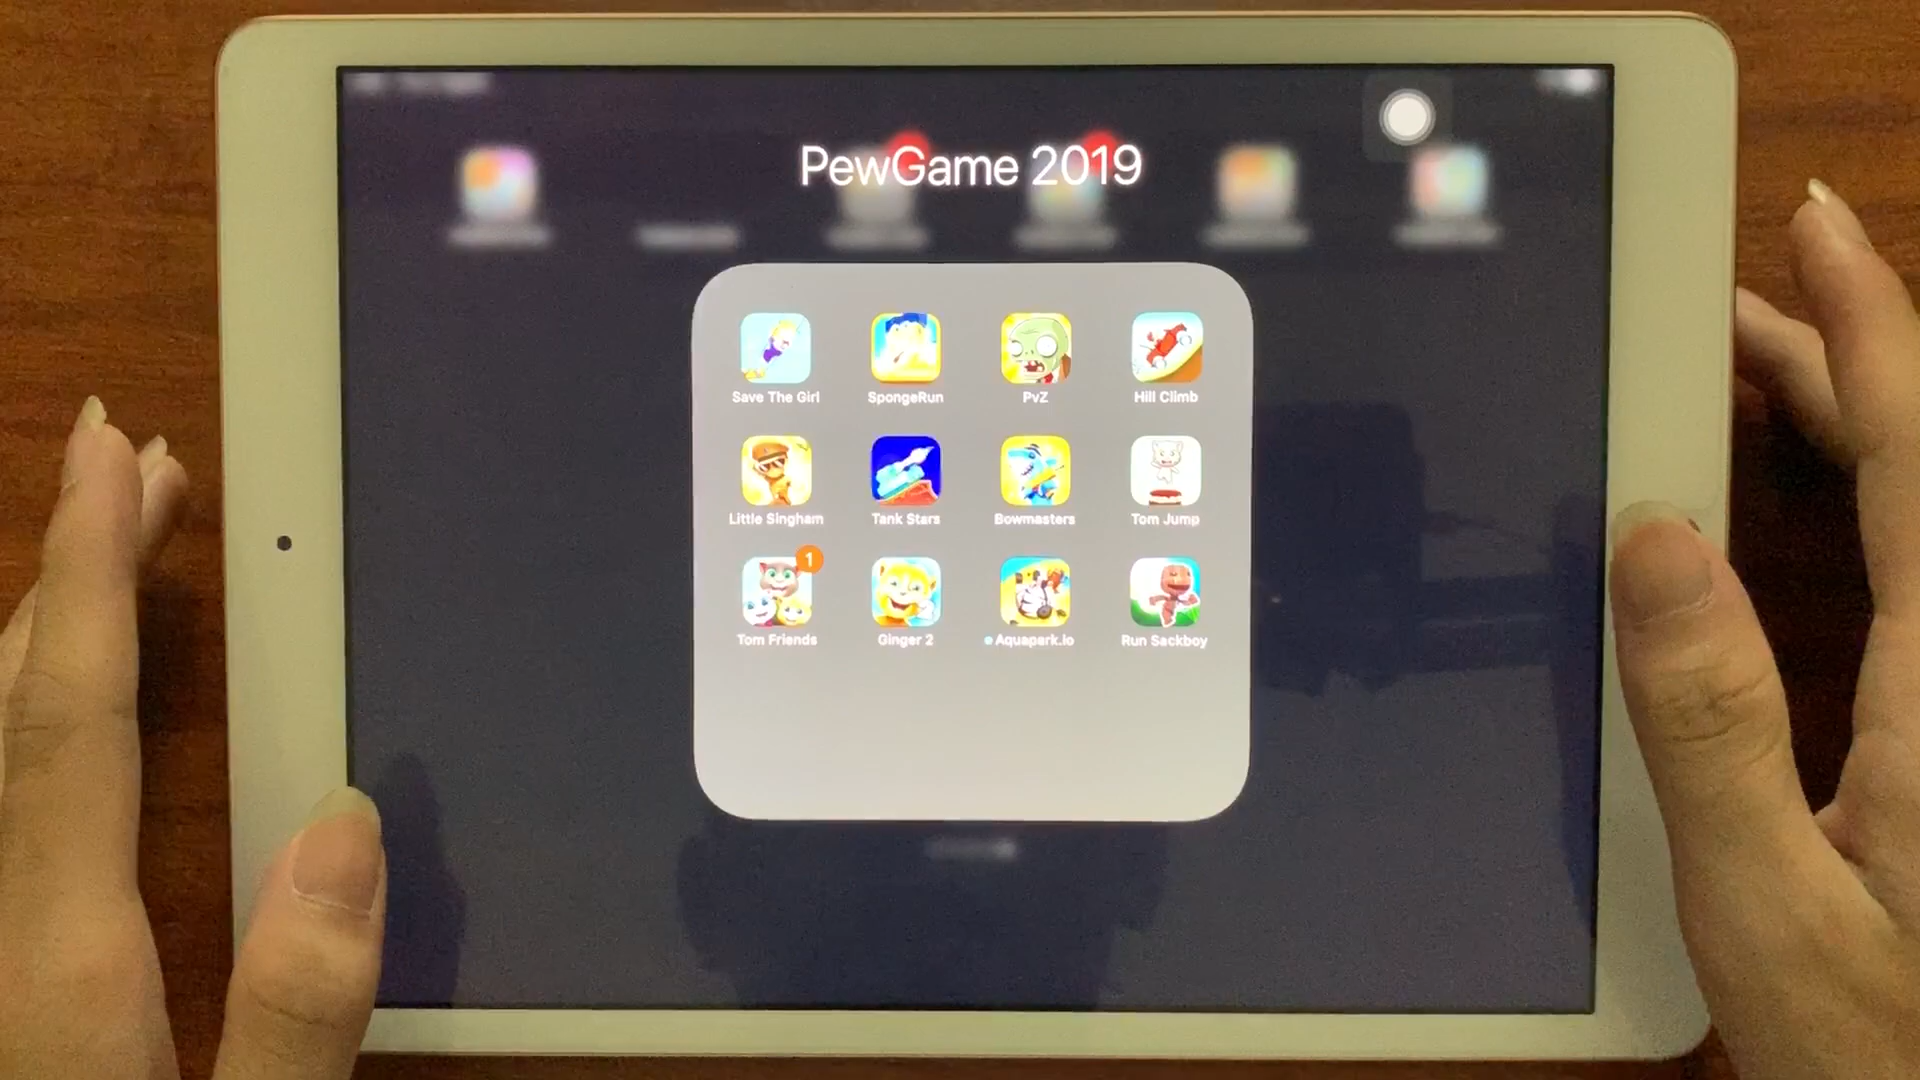 PewGame 2019
Save The Girl
SpongeRun
PvZ
Hill Climb
Little Singham
Tank Stars
Bowmasters
Tom Jump
1
Tom Friends
Ginger 2
Aquapark.io
Run Sackboy